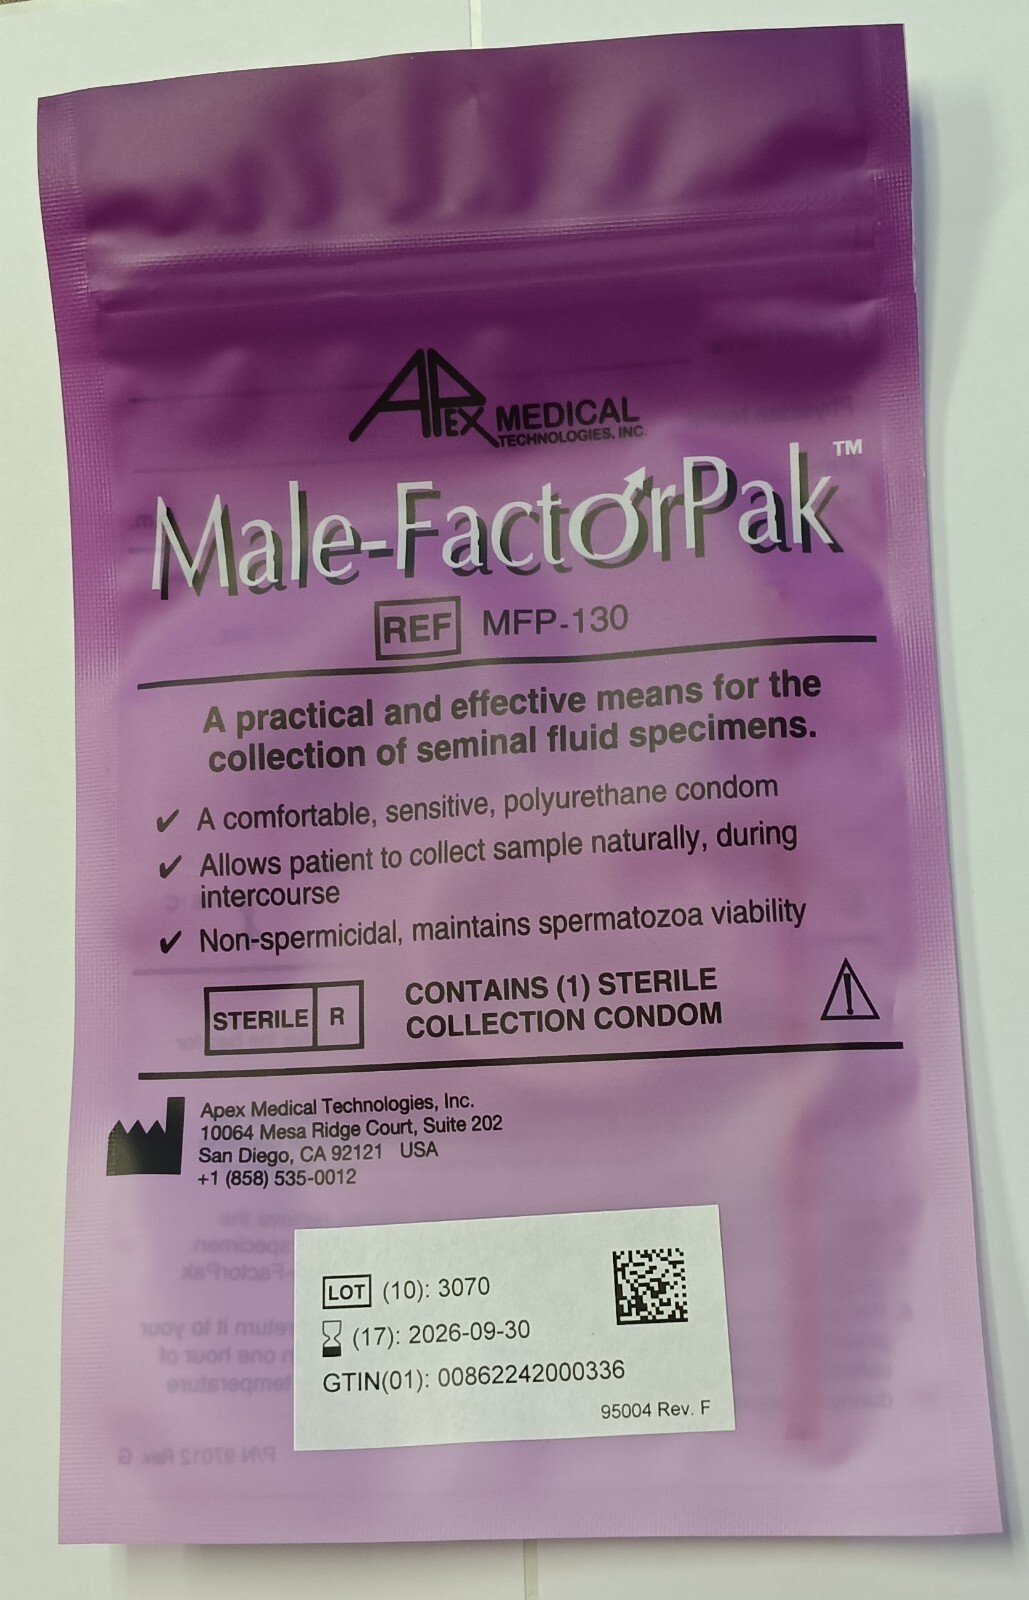 APEX MEDICAL
TECHNOLOGIES, INC.
Male-FactorPak™
REF MFP-130
A practical and effective means for the
collection of seminal fluid specimens.
✔ A comfortable, sensitive, polyurethane condom
✔ Allows patient to collect sample naturally, during
intercourse
✔ Non-spermicidal, maintains spermatozoa viability
STERILE R
CONTAINS (1) STERILE
COLLECTION CONDOM
Apex Medical Technologies, Inc.
10064 Mesa Ridge Court, Suite 202
San Diego, CA 92121 USA
+1 (858) 535-0012
LOT (10): 3070
(17): 2026-09-30
GTIN(01): 00862242000336
95004 Rev. F
P/N 97012 Rev. G